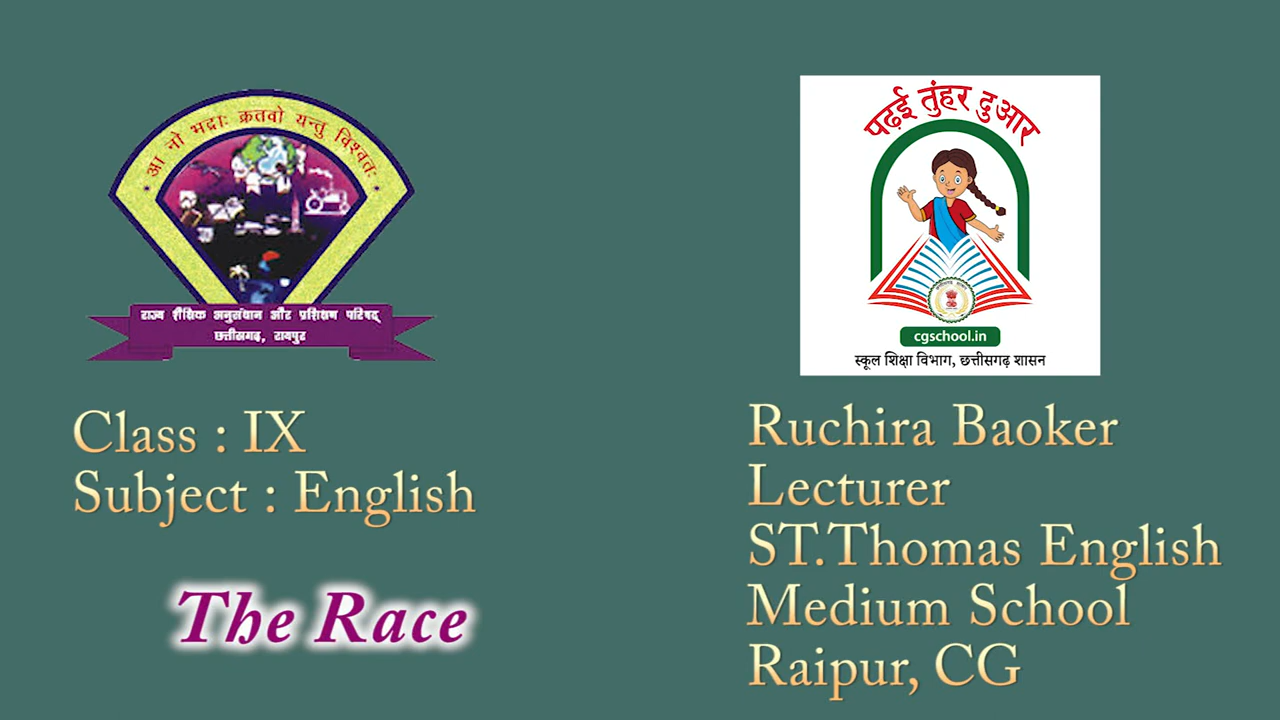 आ नो भद्राः क्रतवो यन्तु विश्वतः
राज्य शैक्षिक अनुसंधान और प्रशिक्षण परिषद्
छत्तीसगढ़, रायपुर
Class : IX
Subject : English
The Race
पढ़ई तुंहर दुआर
cgschool.in
स्कूल शिक्षा विभाग, छत्तीसगढ़ शासन
Ruchira Baoker
Lecturer
ST.Thomas English
Medium School
Raipur, CG